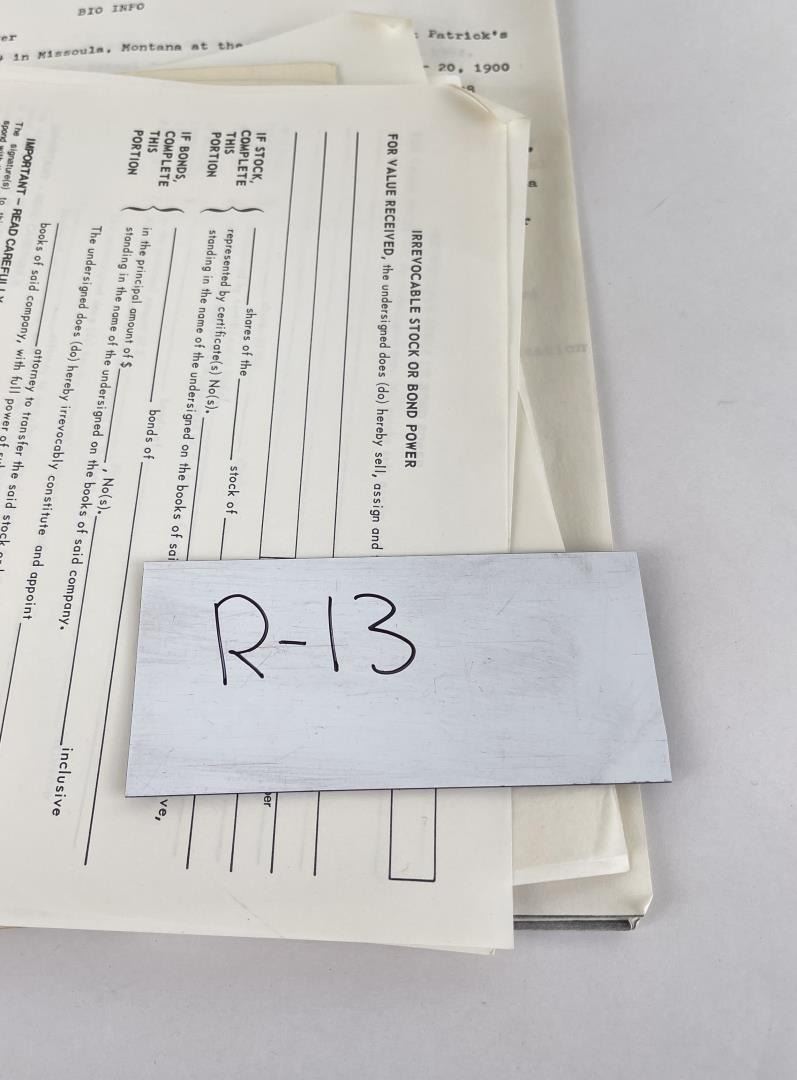 BIO INFO
er : Patrick's
in Missoula, Montana at the - 20, 1900
IRREVOCABLE STOCK OR BOND POWER
FOR VALUE RECEIVED, the undersigned does (do) hereby sell, assign and
IF STOCK,
COMPLETE
THIS
PORTION
shares of the stock of
represented by certificate(s) No(s).
standing in the name of the undersigned on the books of sai
IF BONDS,
COMPLETE
THIS
PORTION
bonds of
in the principal amount of $ , No(s). inclusive
standing in the name of the undersigned on the books of said company.
The undersigned does (do) hereby irrevocably constitute and appoint
attorney to transfer the said stock
books of said company, with full power of
IMPORTANT – READ CAREFULLY
The signature(s) to
er
ve,
R-13